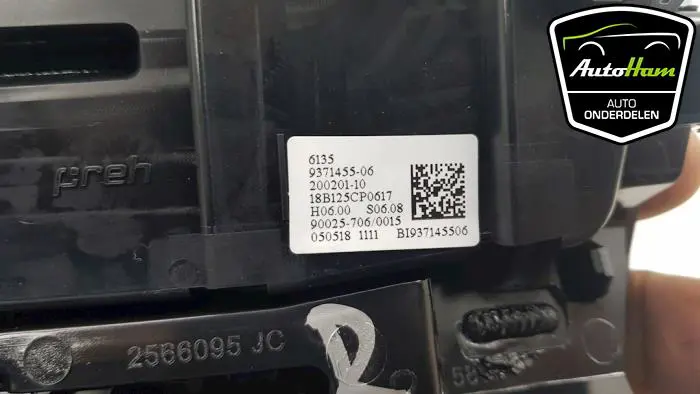 AutoHam
AUTO
ONDERDELEN
preh
6135
9371455-06
200201-10
18B125CP0617
H06.00 S06.08
90025-706/0015
050518 1111 BI937145506
2566095 JC